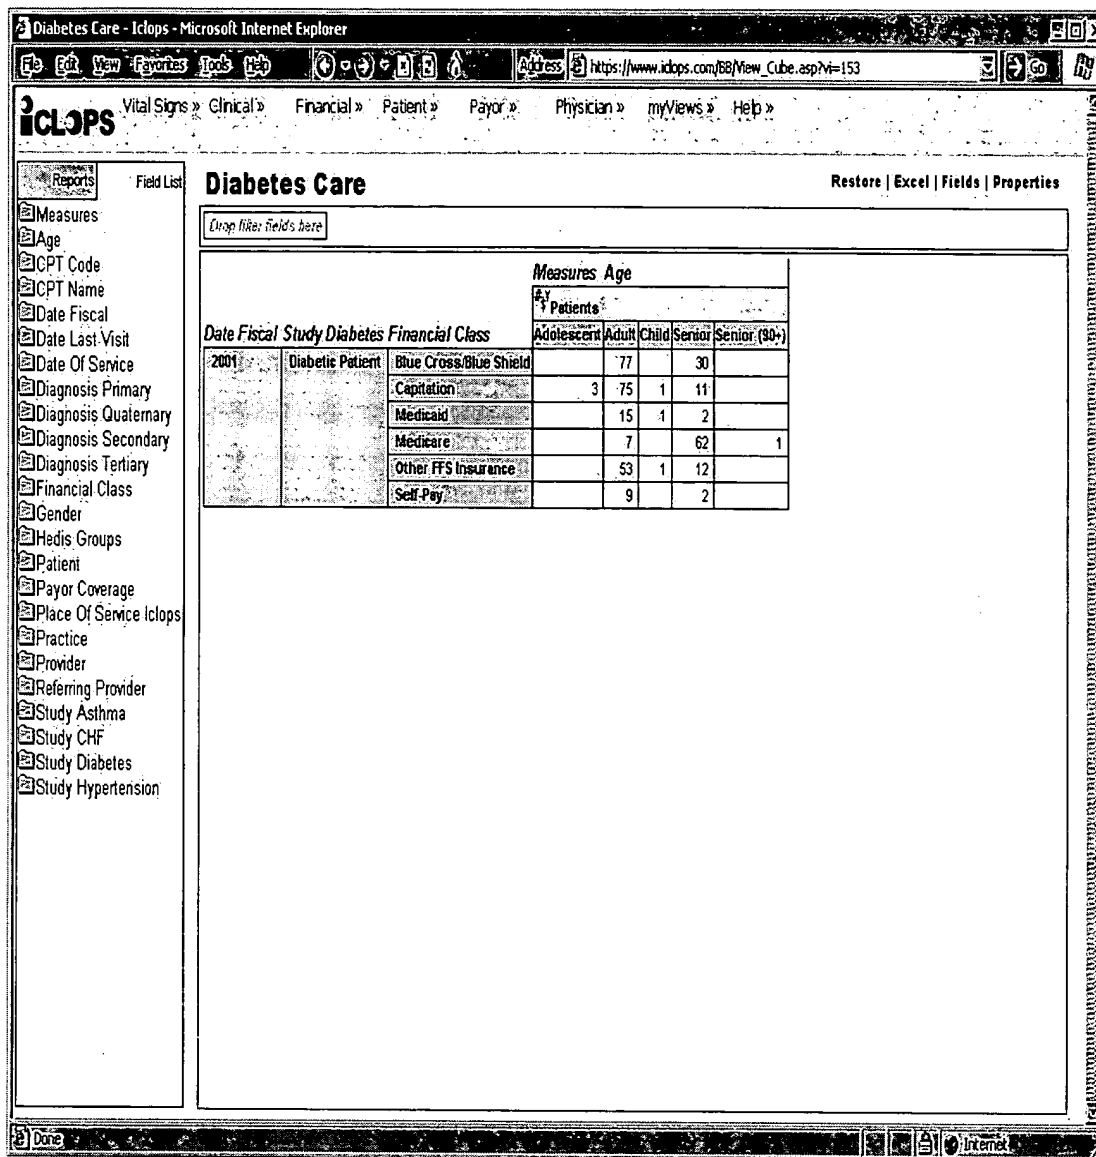 Diabetes Care - Iclops - Microsoft Internet Explorer
File Edit View Favorites Tools Help Address https://www.iclops.com/BB/View_Cube.asp?vi=153 Go
ICLOPS Vital Signs » Clinical » Financial » Patient » Payor » Physician » myViews » Help »
Reports Field List
Measures
Age
CPT Code
CPT Name
Date Fiscal
Date Last Visit
Date Of Service
Diagnosis Primary
Diagnosis Quaternary
Diagnosis Secondary
Diagnosis Tertiary
Financial Class
Gender
Hedis Groups
Patient
Payor Coverage
Place Of Service Iclops
Practice
Provider
Referring Provider
Study Asthma
Study CHF
Study Diabetes
Study Hypertension
Diabetes Care Restore | Excel | Fields | Properties
Drop filter fields here
Measures Age
Patients
Date Fiscal Study Diabetes Financial Class Adolescent Adult Child Senior Senior (90+)
2001 Diabetic Patient Blue Cross/Blue Shield 77 30
Capitation 3 75 1 11
Medicaid 15 1 2
Medicare 7 62 1
Other FFS Insurance 53 1 12
Self-Pay 9 2
Done Internet